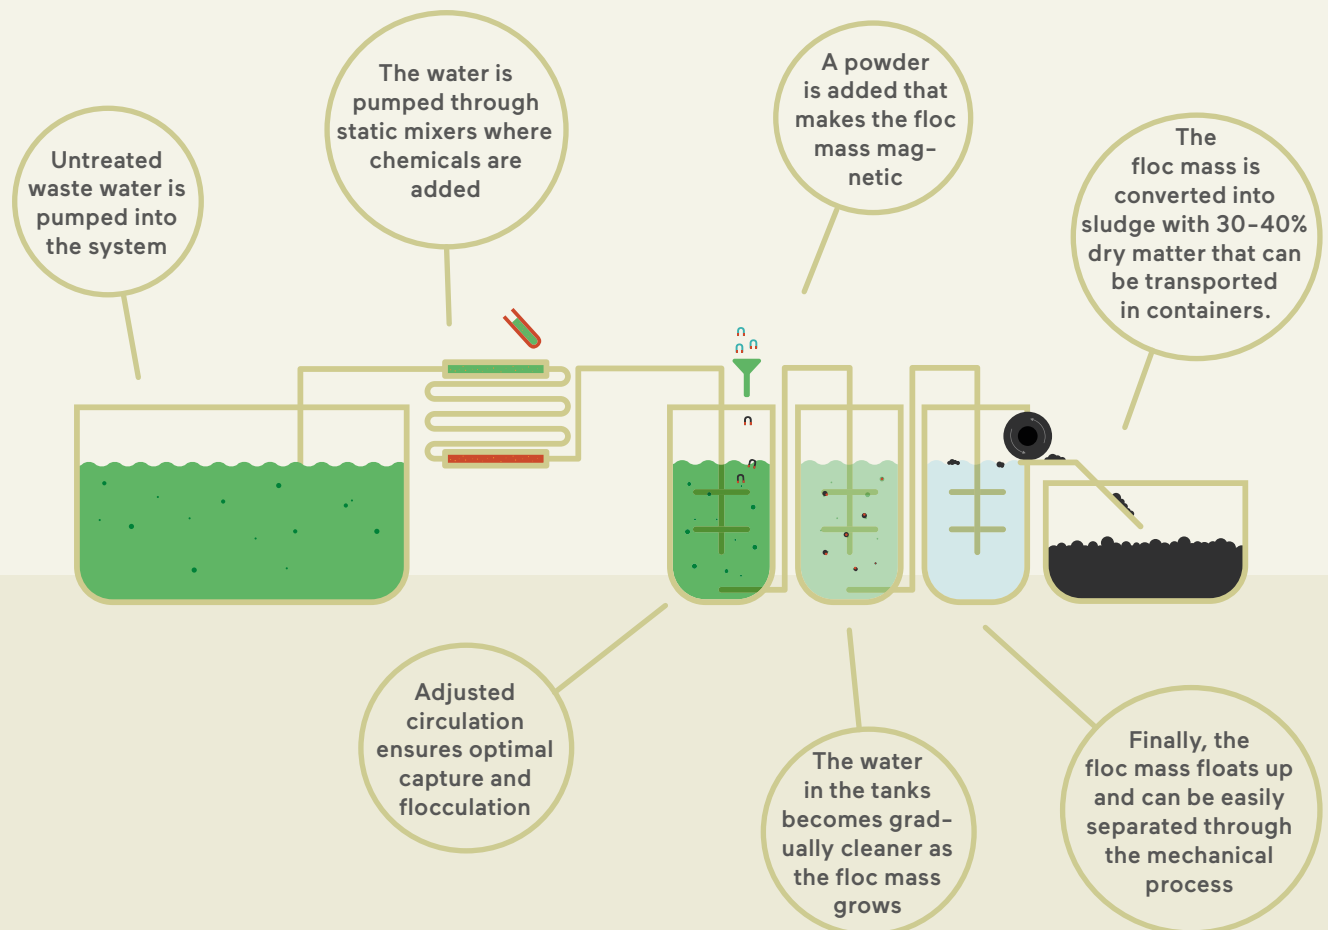 Untreated
waste water is
pumped into
the system
The water is
pumped through
static mixers where
chemicals are
added
A powder
is added that
makes the floc
mass mag-
netic
The
floc mass is
converted into
sludge with 30-40%
dry matter that can
be transported
in containers.
Adjusted
circulation
ensures optimal
capture and
flocculation
The water
in the tanks
becomes grad-
ually cleaner as
the floc mass
grows
Finally, the
floc mass floats up
and can be easily
separated through
the mechanical
process